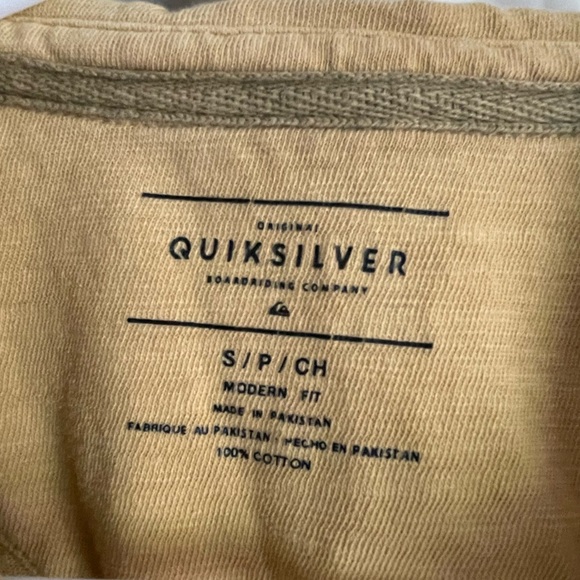 ORIGINAL
QUIKSILVER
BOARDRIDING COMPANY
S / P / CH
MODERN FIT
MADE IN PAKISTAN
FABRIQUE AU PAKISTAN · HECHO EN PAKISTAN
100% COTTON